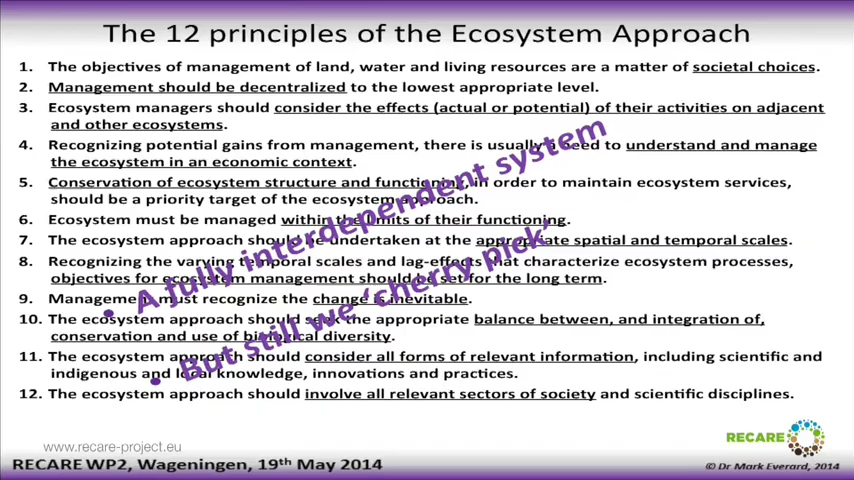 The 12 principles of the Ecosystem Approach
1. The objectives of management of land, water and living resources are a matter of societal choices.
2. Management should be decentralized to the lowest appropriate level.
3. Ecosystem managers should consider the effects (actual or potential) of their activities on adjacent
and other ecosystems.
4. Recognizing potential gains from management, there is usually a need to understand and manage
the ecosystem in an economic context.
5. Conservation of ecosystem structure and functioning, in order to maintain ecosystem services,
should be a priority target of the ecosystem approach.
6. Ecosystem must be managed within the limits of their functioning.
7. The ecosystem approach should be undertaken at the appropriate spatial and temporal scales.
8. Recognizing the varying temporal scales and lag-effects that characterize ecosystem processes,
objectives for ecosystem management should be set for the long term.
9. Management must recognize the change is inevitable.
10. The ecosystem approach should seek the appropriate balance between, and integration of,
conservation and use of biological diversity.
11. The ecosystem approach should consider all forms of relevant information, including scientific and
indigenous and local knowledge, innovations and practices.
12. The ecosystem approach should involve all relevant sectors of society and scientific disciplines.
• A fully interdependent system
• But still we ‘cherry pick’
www.recare-project.eu
RECARE
RECARE WP2, Wageningen, 19th May 2014
© Dr Mark Everard, 2014